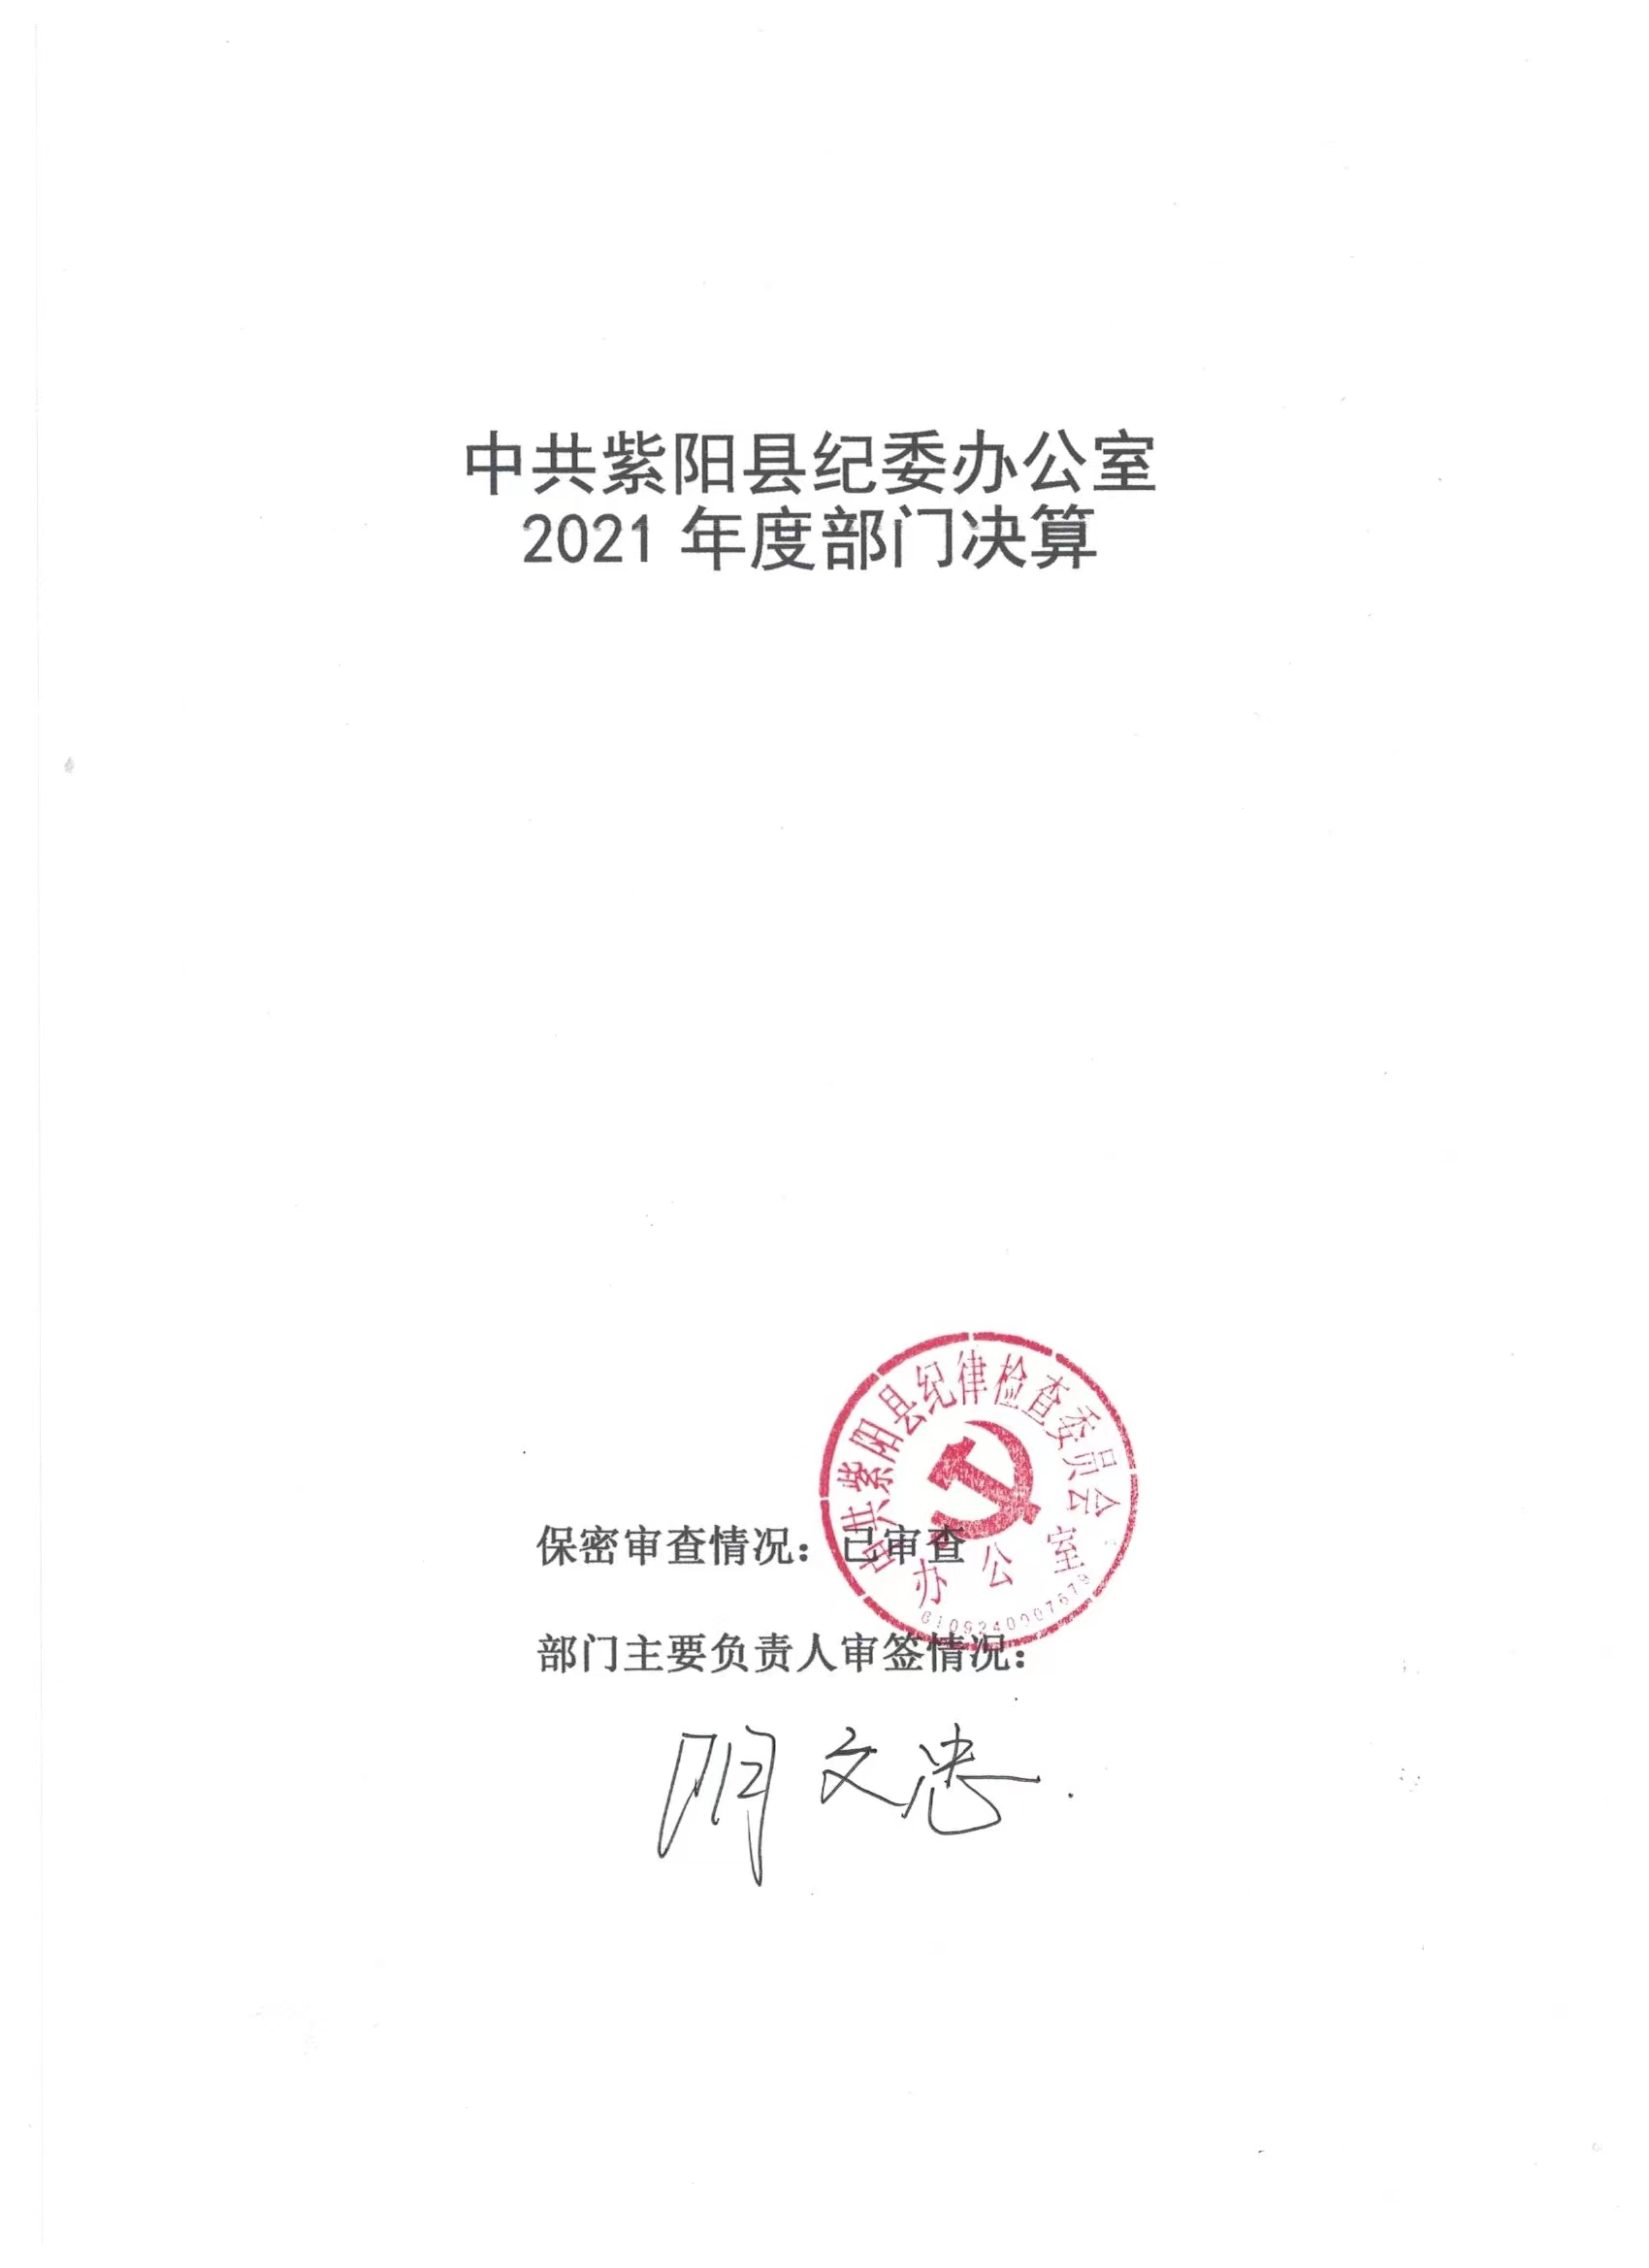 中共紫阳县纪委办公室
2021 年度部门决算
中共紫阳县纪律检查委员会
办公室
保密审查情况：已审查
部门主要负责人审签情况：
文忠